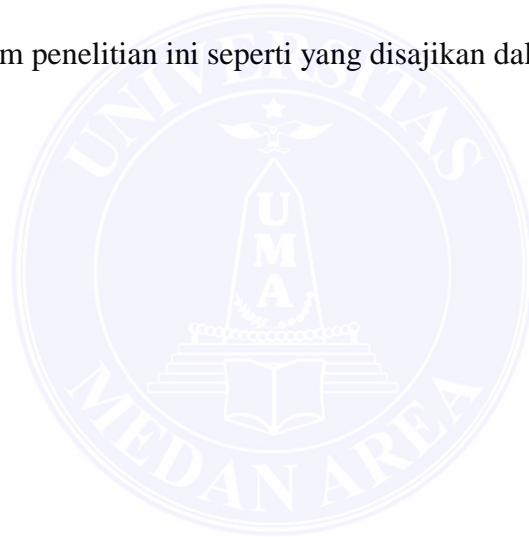 m penelitian ini seperti yang disajikan dal
UNIVERSITAS
U
M
A
MEDAN AREA